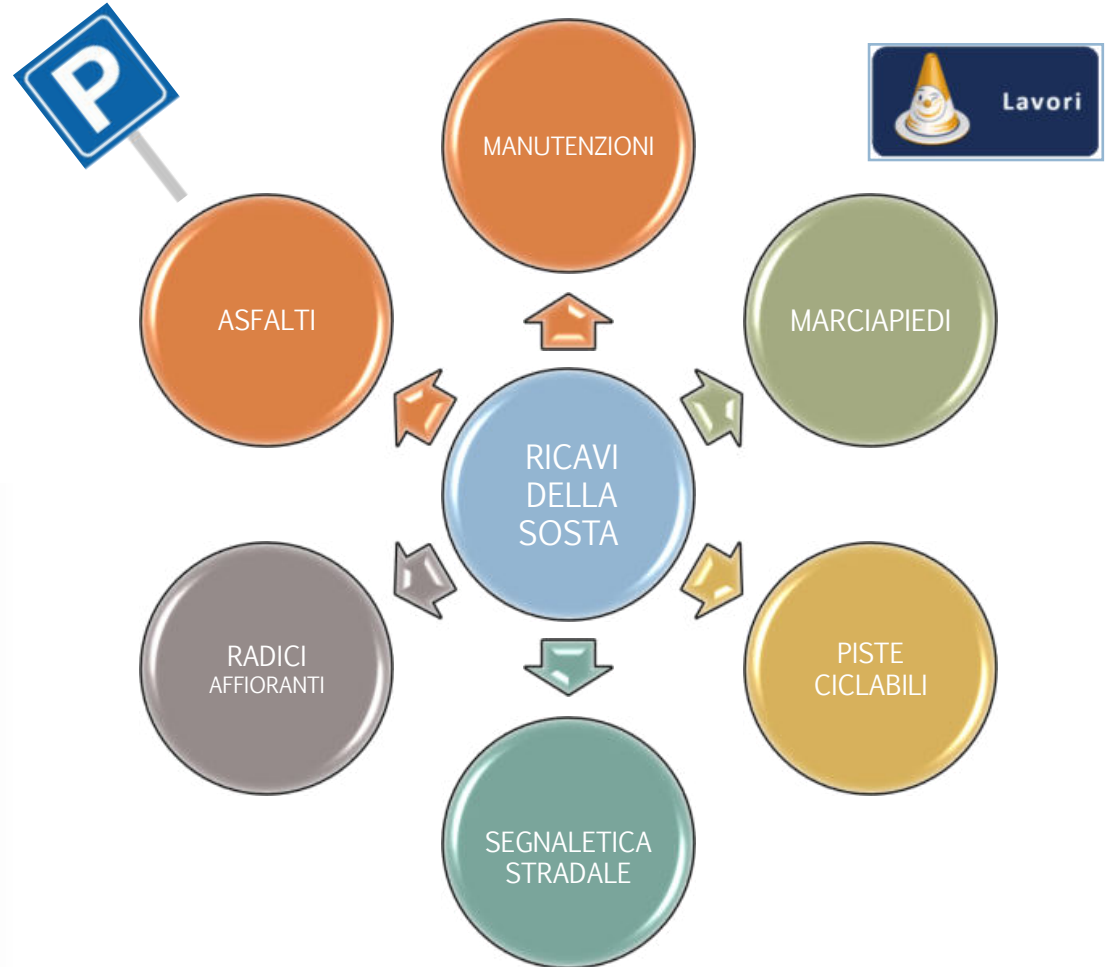 P
Lavori
MANUTENZIONI
ASFALTI
MARCIAPIEDI
RICAVI
DELLA
SOSTA
RADICI
AFFIORANTI
PISTE
CICLABILI
SEGNALETICA
STRADALE